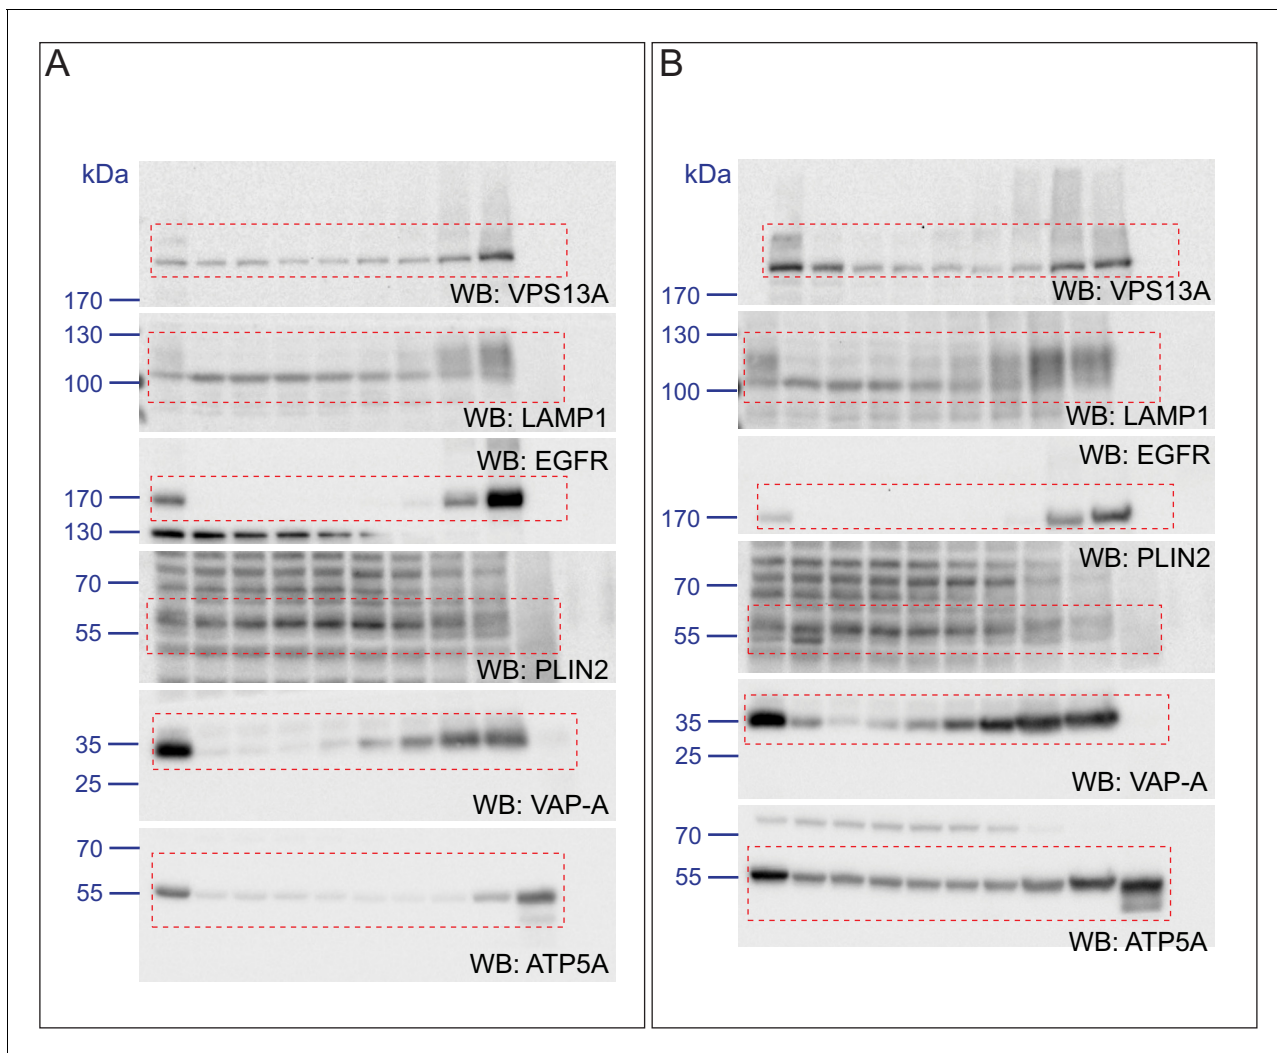 A
kDa
170
WB: VPS13A
130
100
WB: LAMP1
WB: EGFR
170
130
70
55
WB: PLIN2
35
25
WB: VAP-A
70
55
WB: ATP5A
B
kDa
170
WB: VPS13A
130
100
WB: LAMP1
WB: EGFR
170
WB: PLIN2
70
55
35
25
WB: VAP-A
70
55
WB: ATP5A